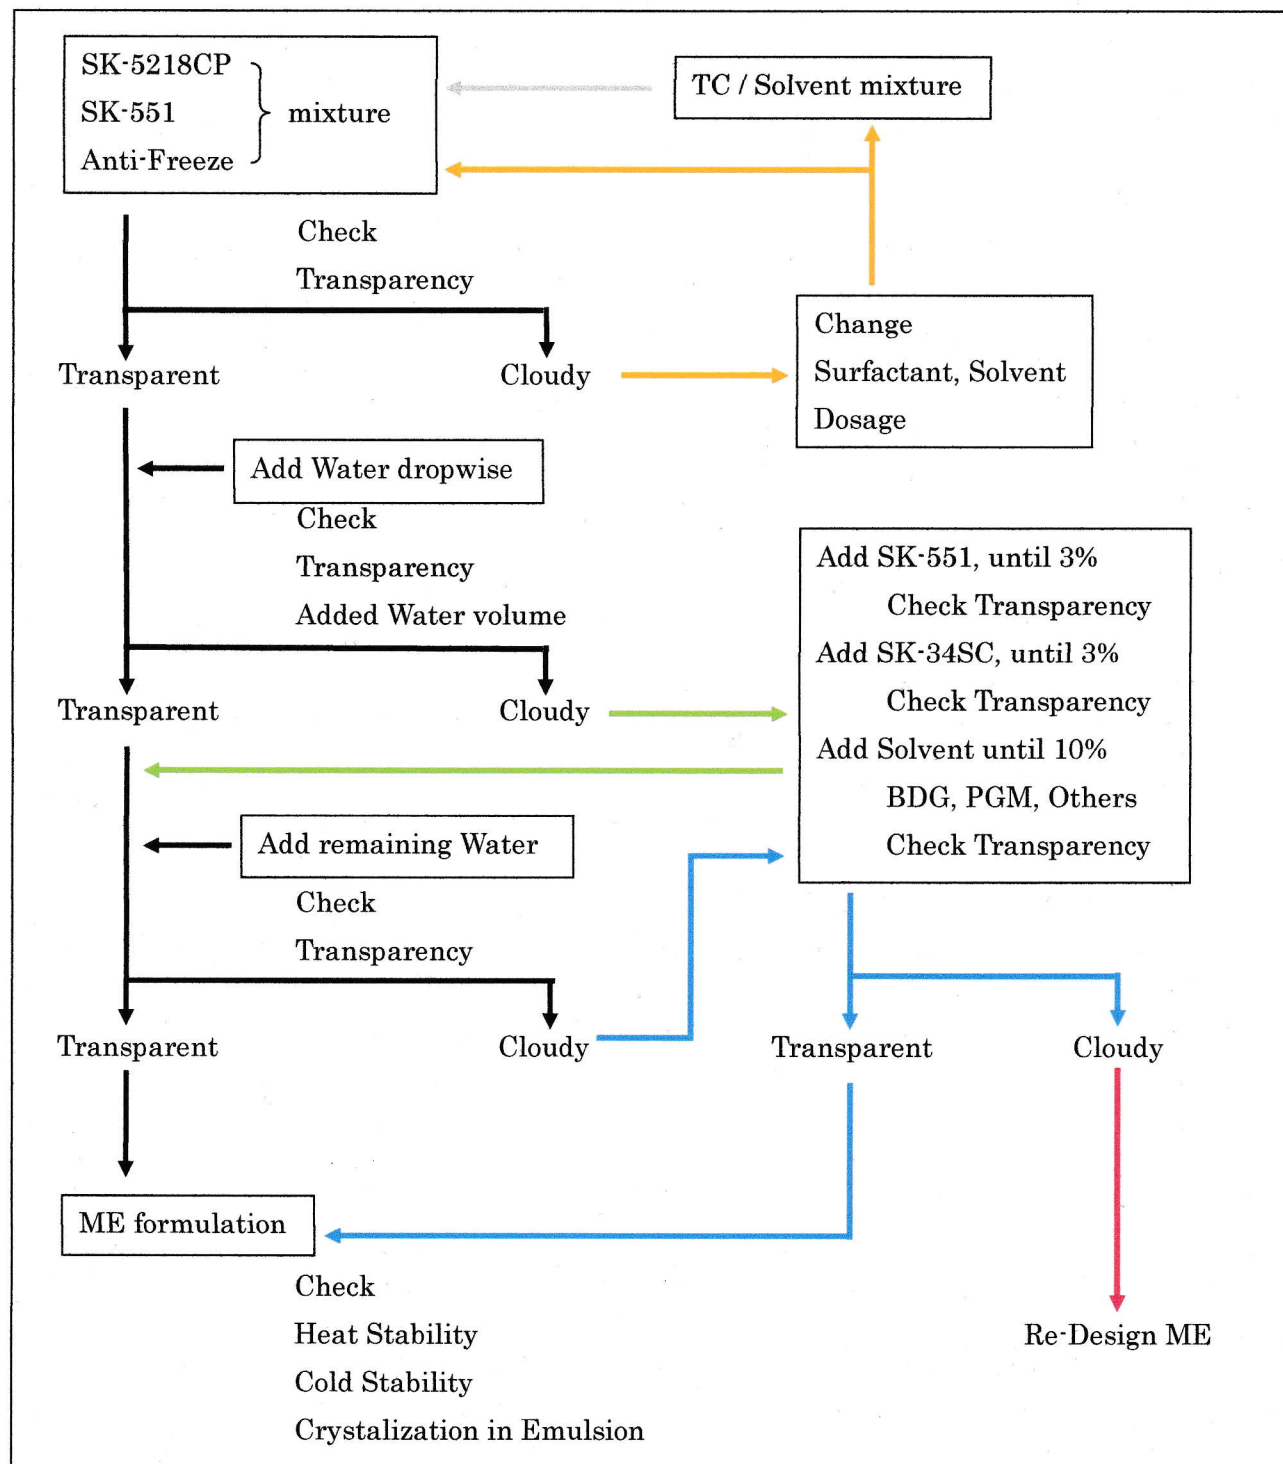 SK-5218CP
SK-551
mixture
Anti-Freeze
TC / Solvent mixture
Check
Transparency
Transparent
Cloudy
Change
Surfactant, Solvent
Dosage
Add Water dropwise
Check
Transparency
Added Water volume
Transparent
Cloudy
Add SK-551, until 3%
Check Transparency
Add SK-34SC, until 3%
Check Transparency
Add Solvent until 10%
BDG, PGM, Others
Check Transparency
Add remaining Water
Check
Transparency
Transparent
Cloudy
Transparent
Cloudy
ME formulation
Check
Heat Stability
Cold Stability
Crystalization in Emulsion
Re-Design ME